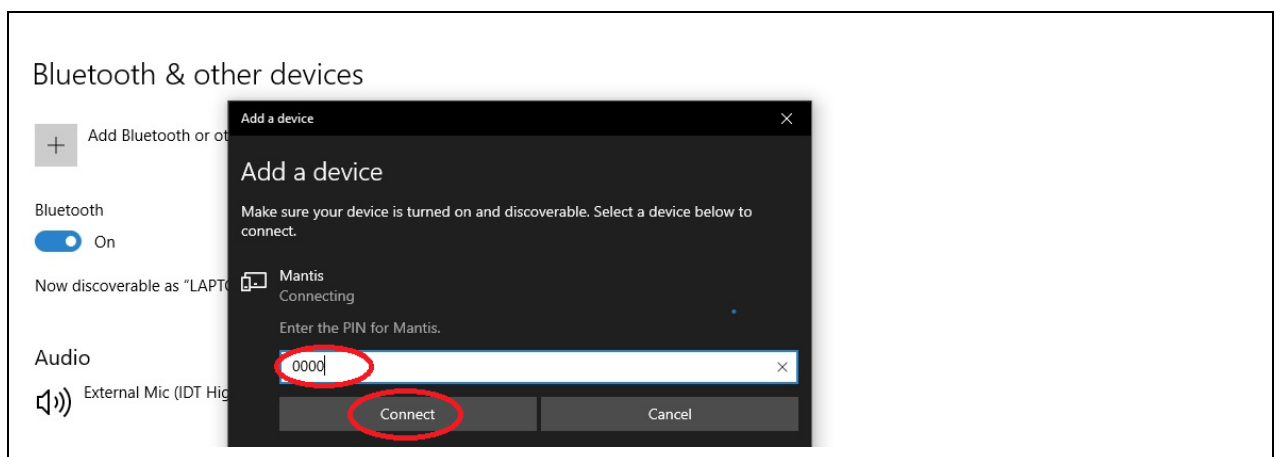 Bluetooth & other devices
Add a device
Add Bluetooth or ot
Add a device
Bluetooth
Make sure your device is turned on and discoverable. Select a device below to
connect.
On
Now discoverable as "LAPT
Mantis
Connecting
Enter the PIN for Mantis.
Audio
0000
External Mic (IDT Hig
Connect
Cancel